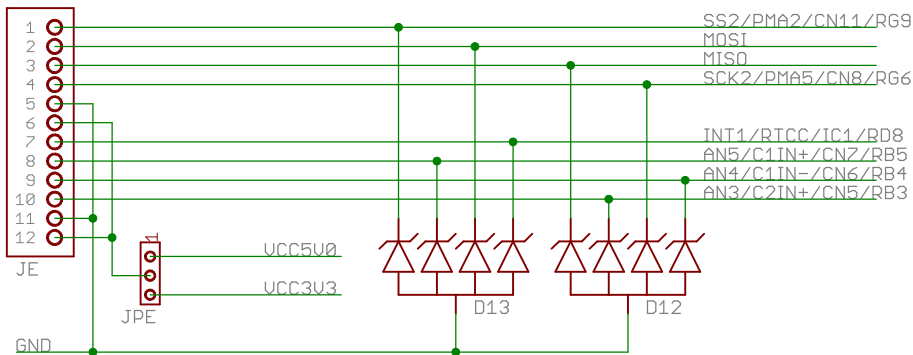 1 SS2/PMA2/CN11/RG9
2 MOSI
3 MISO
4 SCK2/PMA5/CN8/RG6
5
6
7 INT1/RTCC/IC1/RD8
8 AN5/C1IN+/CN7/RB5
9 AN4/C1IN-/CN6/RB4
10 AN3/C2IN+/CN5/RB3
11
12
JE
1
VCC5V0
VCC3V3
JPE
D13
D12
GND